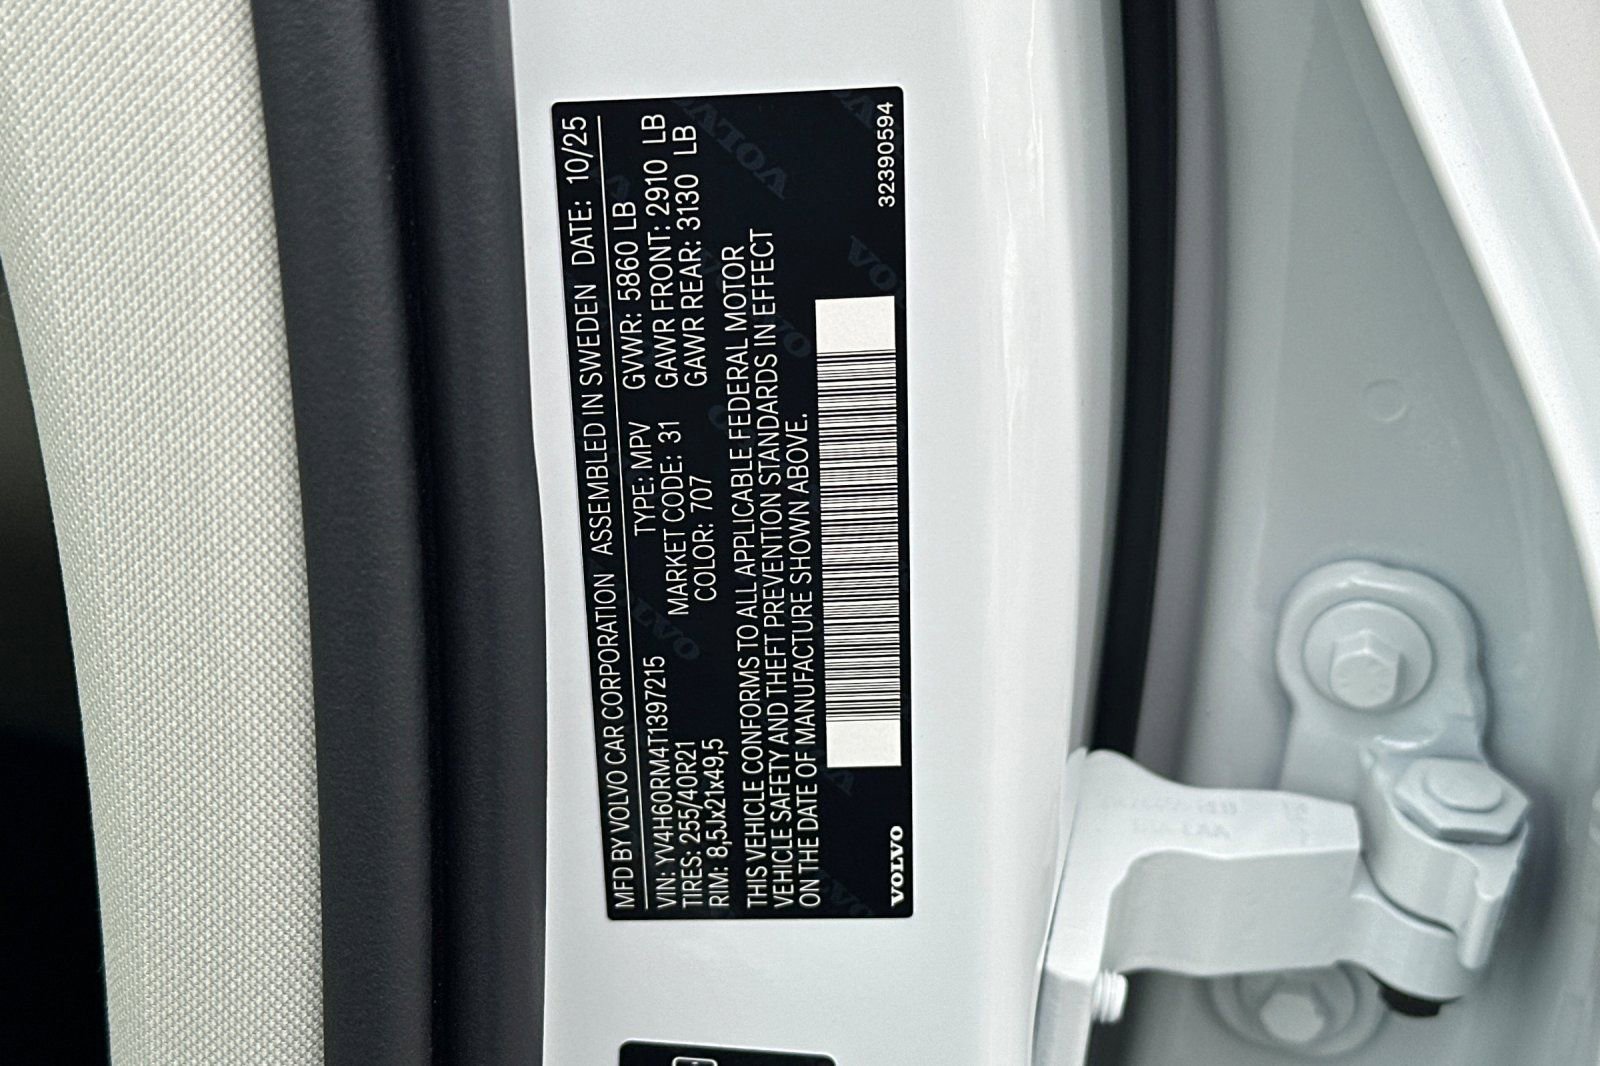 MFD BY VOLVO CAR CORPORATION ASSEMBLED IN SWEDEN DATE: 10/25
VIN: YV4H60RM4T1397215 TYPE: MPV GVWR: 5860 LB
TIRES: 255/40R21 MARKET CODE: 31 GAWR FRONT: 2910 LB
RIM: 8,5Jx21x49,5 COLOR: 707 GAWR REAR: 3130 LB
THIS VEHICLE CONFORMS TO ALL APPLICABLE FEDERAL MOTOR
VEHICLE SAFETY AND THEFT PREVENTION STANDARDS IN EFFECT
ON THE DATE OF MANUFACTURE SHOWN ABOVE.
VOLVO 32390594